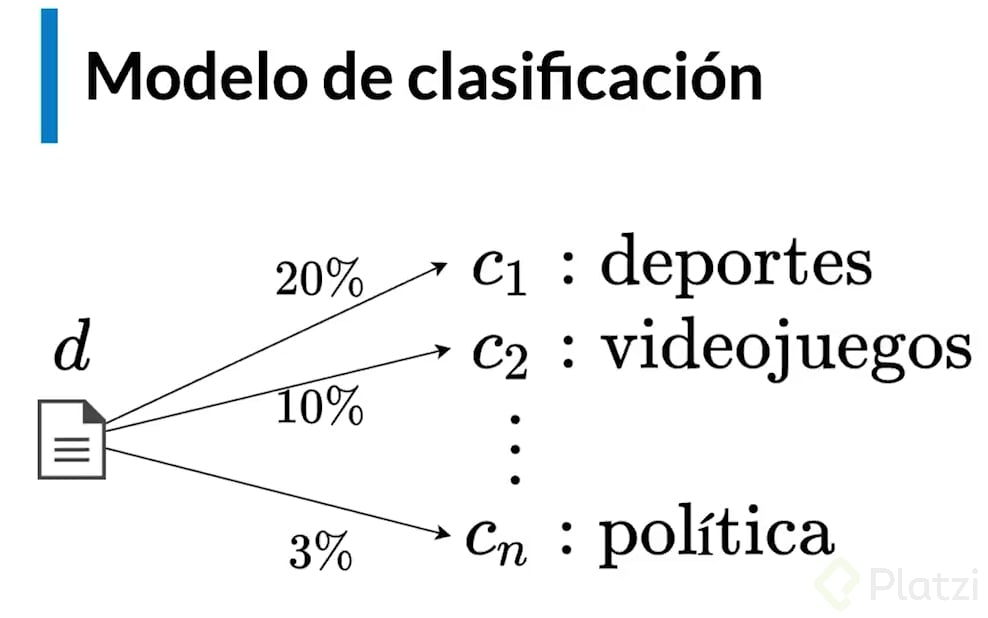 Modelo de clasificación
20% c₁ : deportes
d
c₂ : videojuegos
10%
⋮
cₙ : política
3%
Platzi